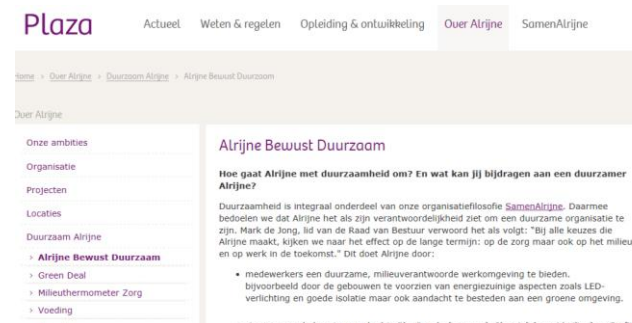 Plaza
Actueel Weten & regelen Opleiding & ontwikkeling Over Alrijne SamenAlrijne
Home › Over Alrijne › Duurzaam Alrijne › Alrijne Bewust Duurzaam
Over Alrijne
Onze ambities
Organisatie
Projecten
Locaties
Duurzaam Alrijne
› Alrijne Bewust Duurzaam
› Green Deal
› Milieuthermometer Zorg
› Voeding
Alrijne Bewust Duurzaam
Hoe gaat Alrijne met duurzaamheid om? En wat kan jij bijdragen aan een duurzamer
Alrijne?
Duurzaamheid is integraal onderdeel van onze organisatiefilosofie SamenAlrijne. Daarmee
bedoelen we dat Alrijne het als zijn verantwoordelijkheid ziet om een duurzame organisatie te
zijn. Mark de Jong, lid van de Raad van Bestuur verwoord het als volgt: "Bij alle keuzes die
Alrijne maakt, kijken we naar het effect op de lange termijn: op de zorg maar ook op het milieu
en op werk in de toekomst." Dit doet Alrijne door:
• medewerkers een duurzame, milieuverantwoorde werkomgeving te bieden.
bijvoorbeeld door de gebouwen te voorzien van energiezuinige aspecten zoals LED-
verlichting en goede isolatie maar ook aandacht te besteden aan een groene omgeving.